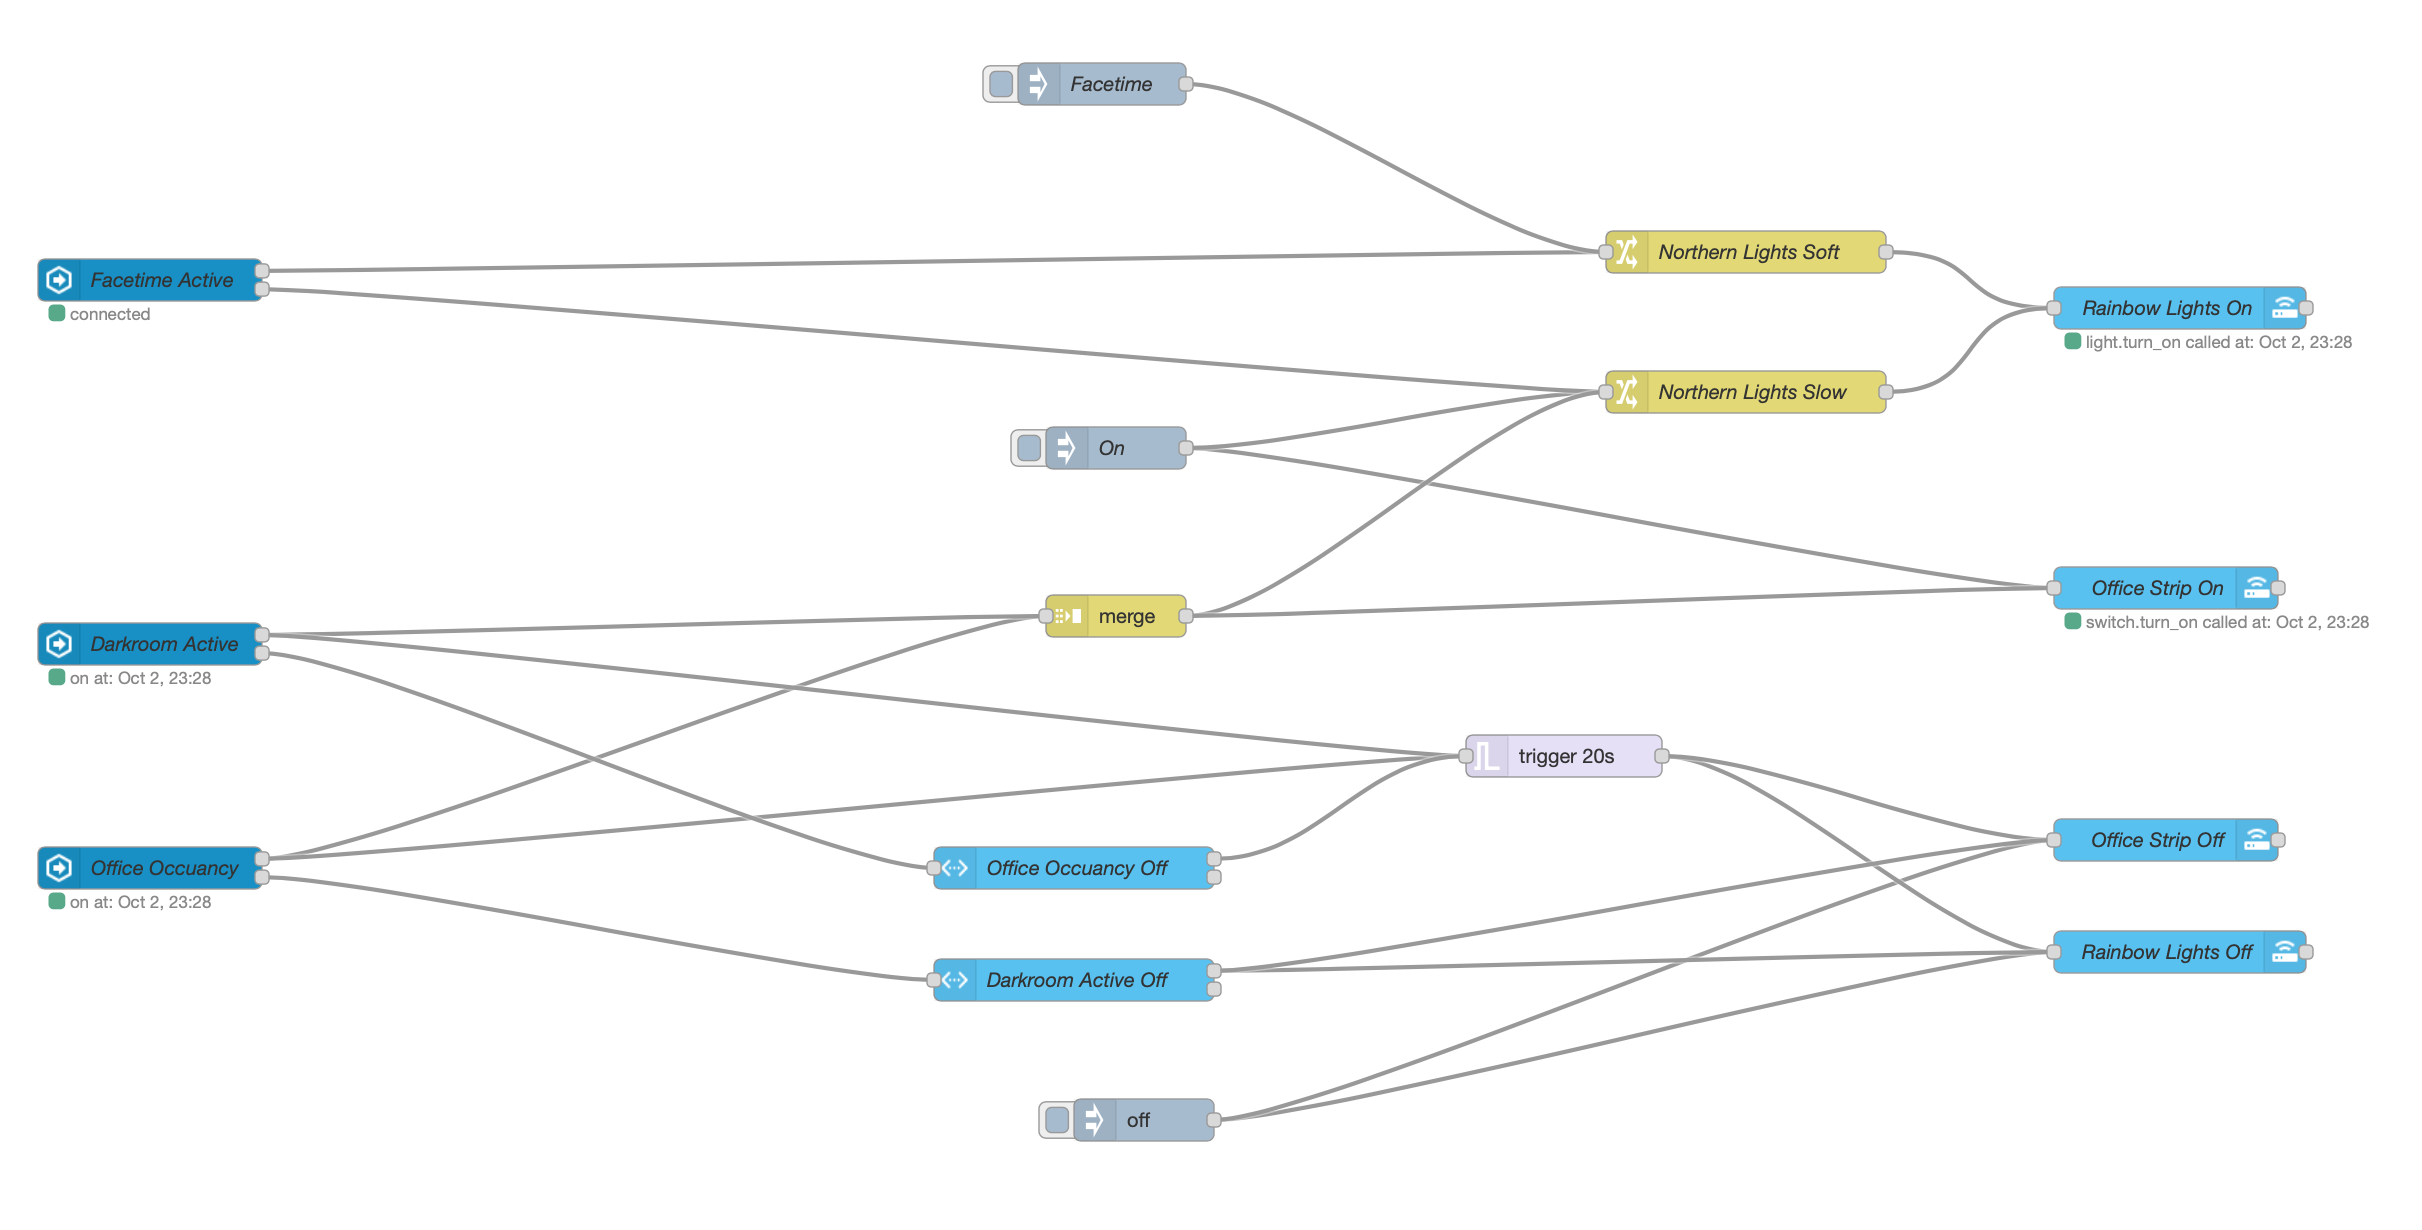 Facetime
Northern Lights Soft
Facetime Active
connected
Rainbow Lights On
light.turn_on called at: Oct 2, 23:28
Northern Lights Slow
On
Office Strip On
switch.turn_on called at: Oct 2, 23:28
merge
Darkroom Active
on at: Oct 2, 23:28
trigger 20s
Office Strip Off
Office Occuancy
on at: Oct 2, 23:28
Office Occuancy Off
Rainbow Lights Off
Darkroom Active Off
off